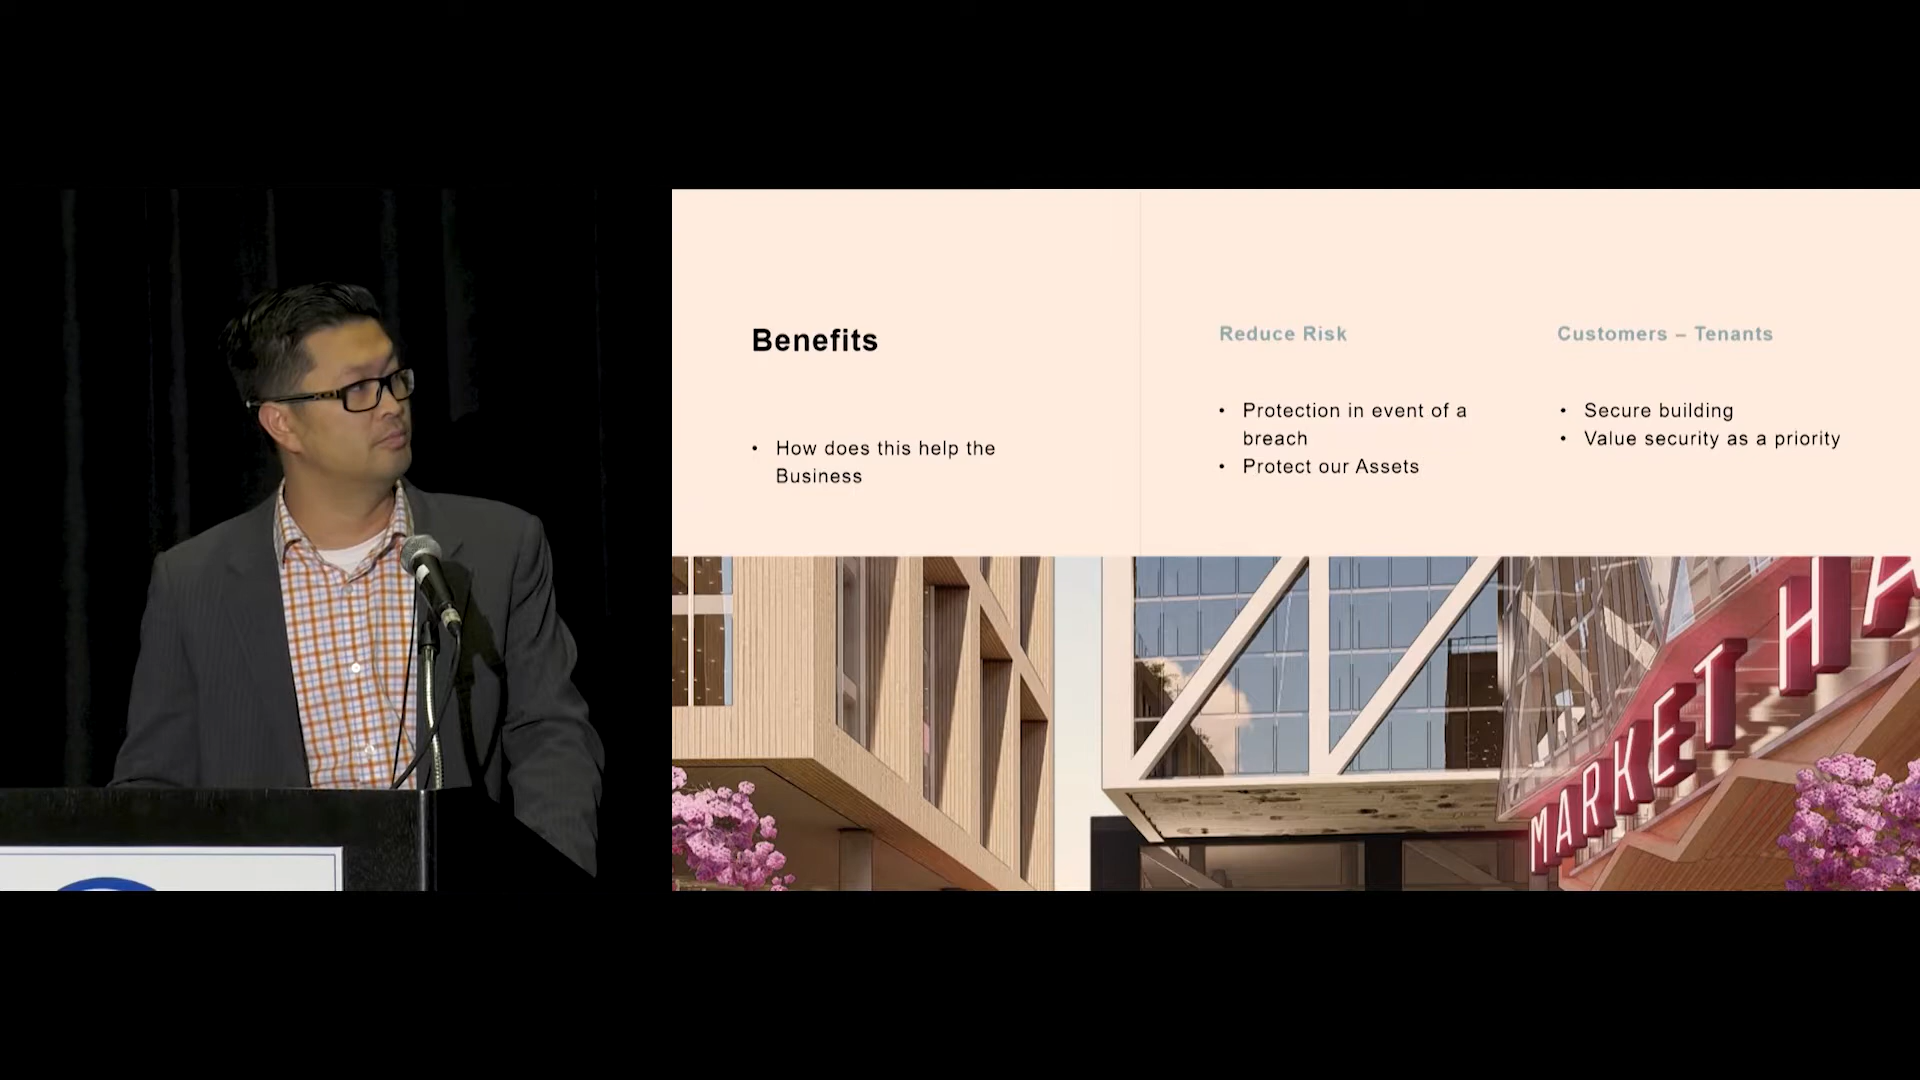 Benefits
• How does this help the
Business
Reduce Risk
• Protection in event of a
breach
• Protect our Assets
Customers – Tenants
• Secure building
• Value security as a priority
MARKET HA